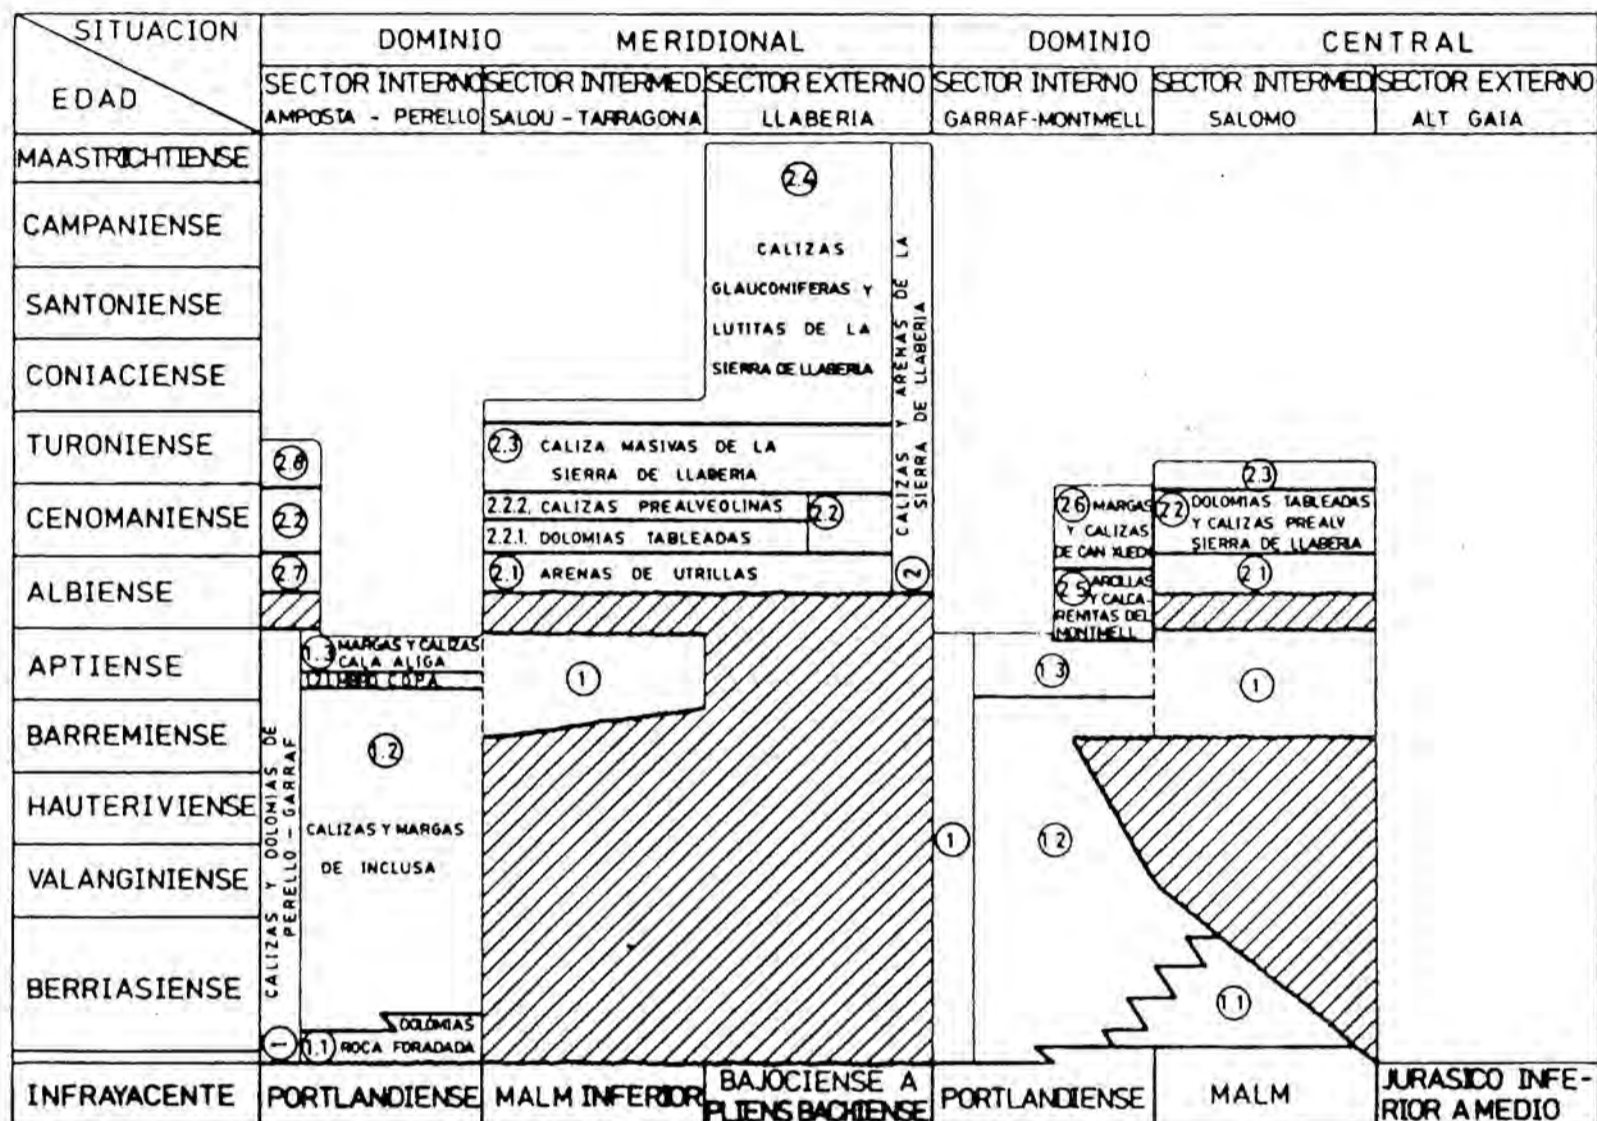 SITUACION
EDAD
DOMINIO MERIDIONAL
DOMINIO CENTRAL
SECTOR INTERNO
AMPOSTA - PERELLO
SECTOR INTERMED.
SALOU - TARRAGONA
SECTOR EXTERNO
LLABERIA
SECTOR INTERNO
GARRAF-MONTMELL
SECTOR INTERMED
SALOMO
SECTOR EXTERNO
ALT GAIA
MAASTRICHTIENSE
CAMPANIENSE
SANTONIENSE
CONIACIENSE
TURONIENSE
CENOMANIENSE
ALBIENSE
APTIENSE
BARREMIENSE
HAUTERIVIENSE
VALANGINIENSE
BERRIASIENSE
INFRAYACENTE
2.8
2.2
2.7
CALIZAS Y DOLOMIAS DE
PERELLO - GARRAF
1
1.3 MARGAS Y CALIZAS
CALA ALIGA
COPA
1.2
CALIZAS Y MARGAS
DE INCLUSA
DOLOMIAS
1.1 ROCA FORADADA
PORTLANDIENSE
2.3 CALIZA MASIVAS DE LA
SIERRA DE LLABERIA
2.2.2. CALIZAS PREALVEOLINAS
2.2
2.2.1. DOLOMIAS TABLEADAS
2.1 ARENAS DE UTRILLAS
1
MALM INFERIOR
2.4
CALIZAS
GLAUCONIFERAS Y
LUTITAS DE LA
SIERRA DE LLABERIA
CALIZAS Y ARENAS DE LA
SIERRA DE LLABERIA
2
BAJOCIENSE A
PLIENSBACHIENSE
2.6 MARGAS
Y CALIZAS
DE CAN XUEC
2.5 ARCILLAS
Y CALCA-
RENITAS DEL
MONTMELL
1.3
1
1.2
PORTLANDIENSE
2.3
2.2 DOLOMIAS TABLEADAS
Y CALIZAS PREALV
SIERRA DE LLABERIA
2.1
1
1.1
MALM
JURASICO INFE-
RIOR A MEDIO